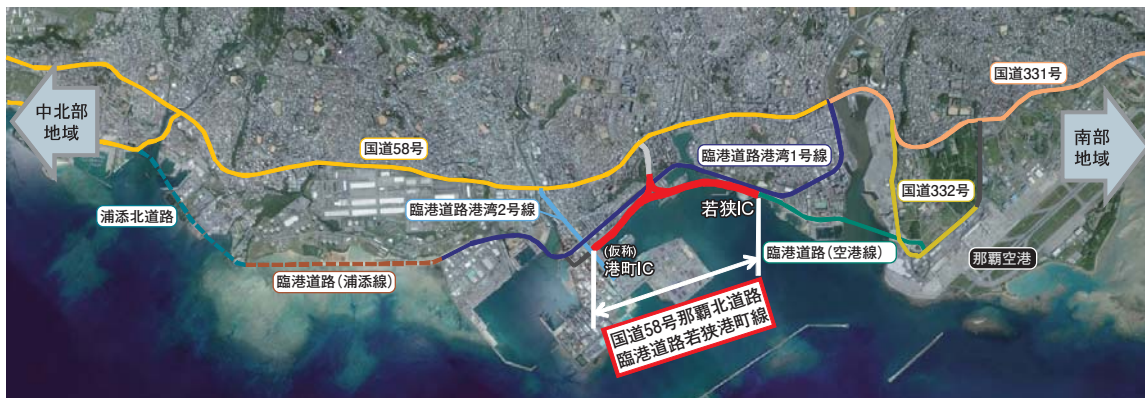 中北部
地域
国道58号
浦添北道路
臨港道路(浦添線)
臨港道路港湾2号線
臨港道路港湾1号線
(仮称)
港町IC
若狭IC
国道58号那覇北道路
臨港道路若狭港町線
臨港道路(空港線)
国道331号
国道332号
那覇空港
南部
地域